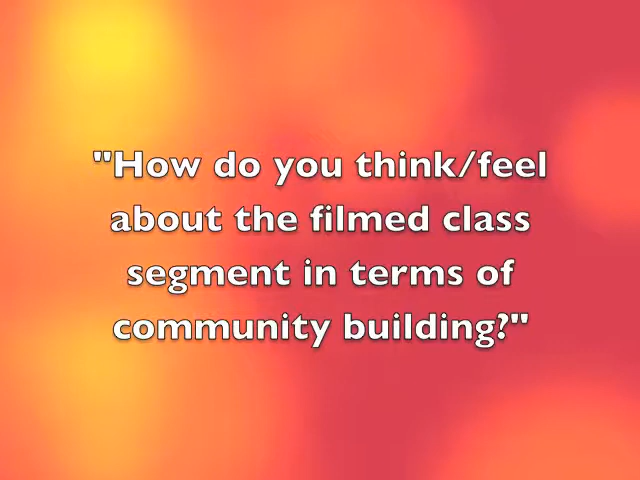 "How do you think/feel
about the filmed class
segment in terms of
community building?"